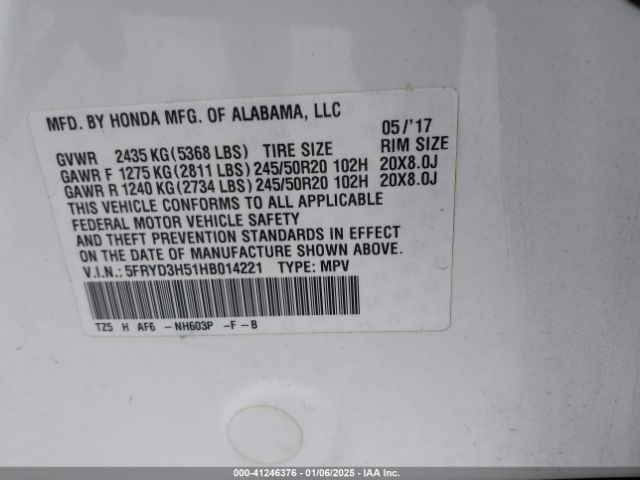 MFD. BY HONDA MFG. OF ALABAMA, LLC
05/'17
GVWR 2435 KG (5368 LBS) TIRE SIZE RIM SIZE
GAWR F 1275 KG (2811 LBS) 245/50R20 102H 20X8.0J
GAWR R 1240 KG (2734 LBS) 245/50R20 102H 20X8.0J
THIS VEHICLE CONFORMS TO ALL APPLICABLE
FEDERAL MOTOR VEHICLE SAFETY
AND THEFT PREVENTION STANDARDS IN EFFECT
ON THE DATE OF MANUFACTURE SHOWN ABOVE.
V.I.N.: 5FRYD3H51HB014221 TYPE: MPV
TZ5 H AF6 -NH603P -F-B
000-41246376 - 01/06/2025 - IAAI.com